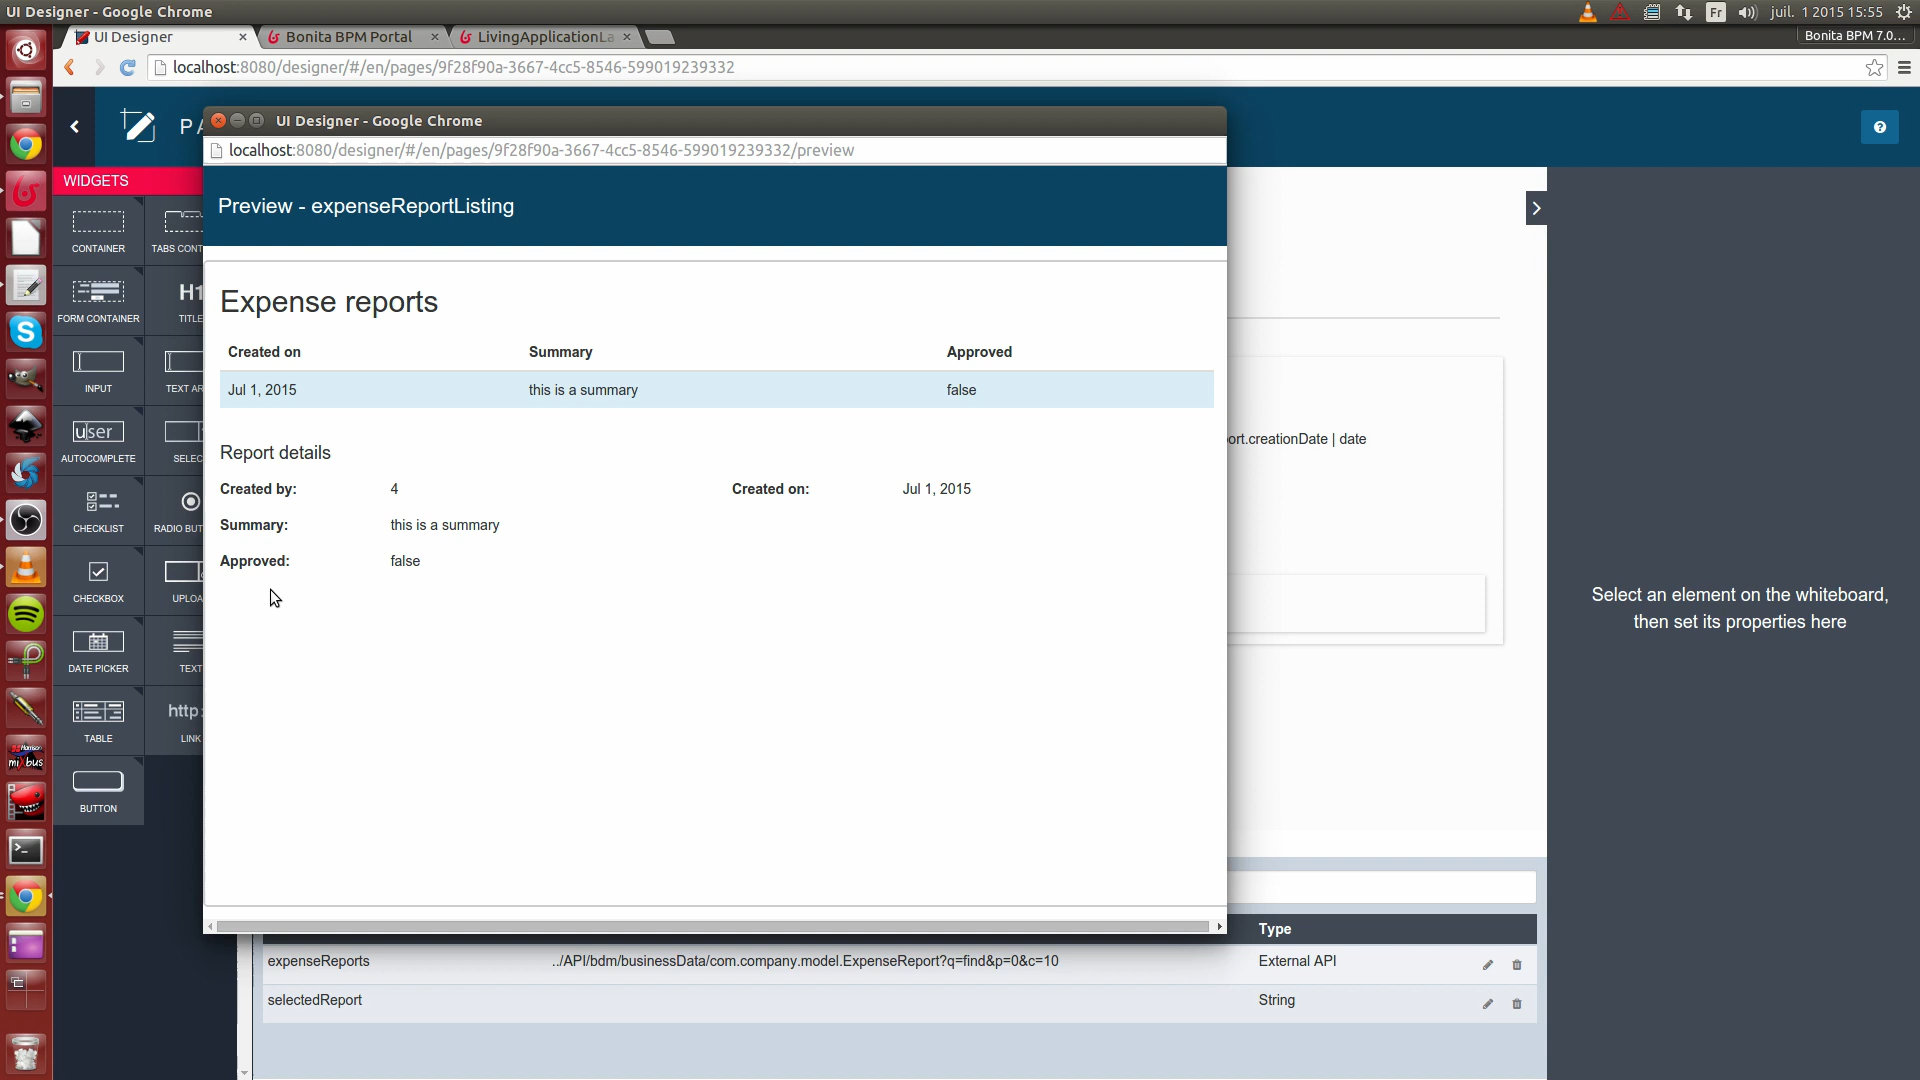 UI Designer - Google Chrome
Fr
juil. 1 2015 15:55
UI Designer
Bonita BPM Portal
LivingApplicationLa
Bonita BPM 7.0...
localhost:8080/designer/#/en/pages/9f28f90a-3667-4cc5-8546-599019239332
PA
UI Designer - Google Chrome
localhost:8080/designer/#/en/pages/9f28f90a-3667-4cc5-8546-599019239332/preview
WIDGETS
CONTAINER
TABS CONT
FORM CONTAINER
H1
TITLE
INPUT
TEXT AR
user
AUTOCOMPLETE
SELEC
CHECKLIST
RADIO BUT
CHECKBOX
UPLOA
DATE PICKER
TEXT
TABLE
http:
LINK
BUTTON
Preview - expenseReportListing
Expense reports
Created on Summary Approved
Jul 1, 2015 this is a summary false
Report details
Created by: 4 Created on: Jul 1, 2015
Summary: this is a summary
Approved: false
ort.creationDate | date
Select an element on the whiteboard,
then set its properties here
Type
expenseReports ../API/bdm/businessData/com.company.model.ExpenseReport?q=find&p=0&c=10 External API
selectedReport String